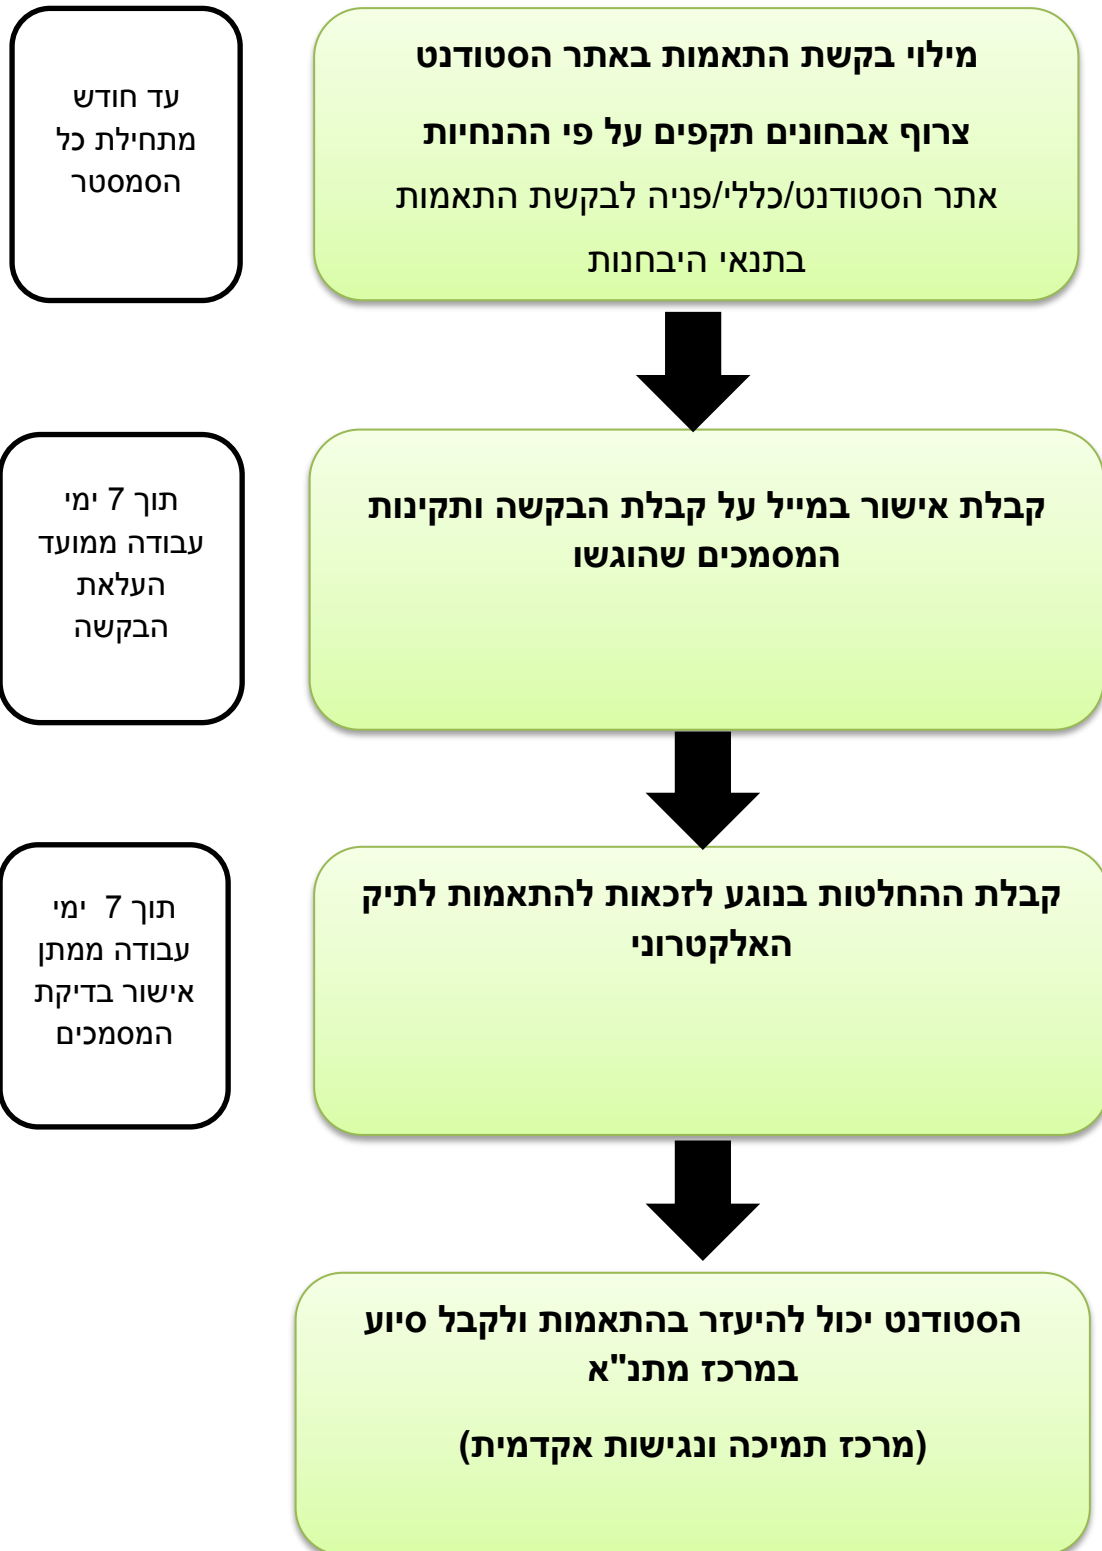 מילוי בקשת התאמות באתר הסטודנט
צרוף אבחונים תקפים על פי ההנחיות
אתר הסטודנט/כללי/פניה לבקשת התאמות
בתנאי היבחנות
עד חודש
מתחילת כל
הסמסטר
קבלת אישור במייל על קבלת הבקשה ותקינות
המסמכים שהוגשו
תוך 7 ימי
עבודה ממועד
העלאת
הבקשה
קבלת ההחלטות בנוגע לזכאות להתאמות לתיק
האלקטרוני
תוך 7 ימי
עבודה ממתן
אישור בדיקת
המסמכים
הסטודנט יכול להיעזר בהתאמות ולקבל סיוע
במרכז מתנ"א
(מרכז תמיכה ונגישות אקדמית)